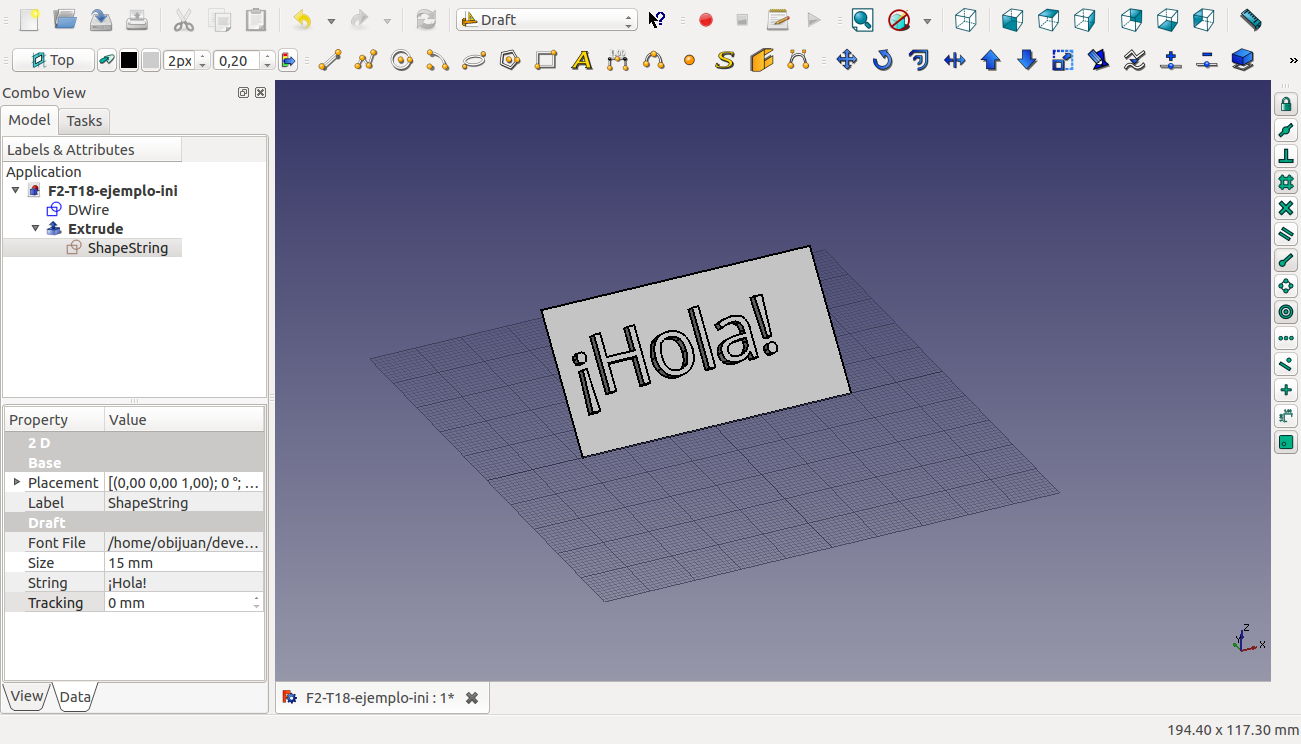 Draft
Top
2px
0,20
Combo View
Model
Tasks
Labels & Attributes
Application
F2-T18-ejemplo-ini
DWire
Extrude
ShapeString
Property Value
2 D
Base
Placement [(0,00 0,00 1,00); 0 °; ...
Label ShapeString
Draft
Font File /home/obijuan/deve...
Size 15 mm
String ¡Hola!
Tracking 0 mm
View
Data
¡Hola!
Z
Y
X
F2-T18-ejemplo-ini : 1*
194.40 x 117.30 mm